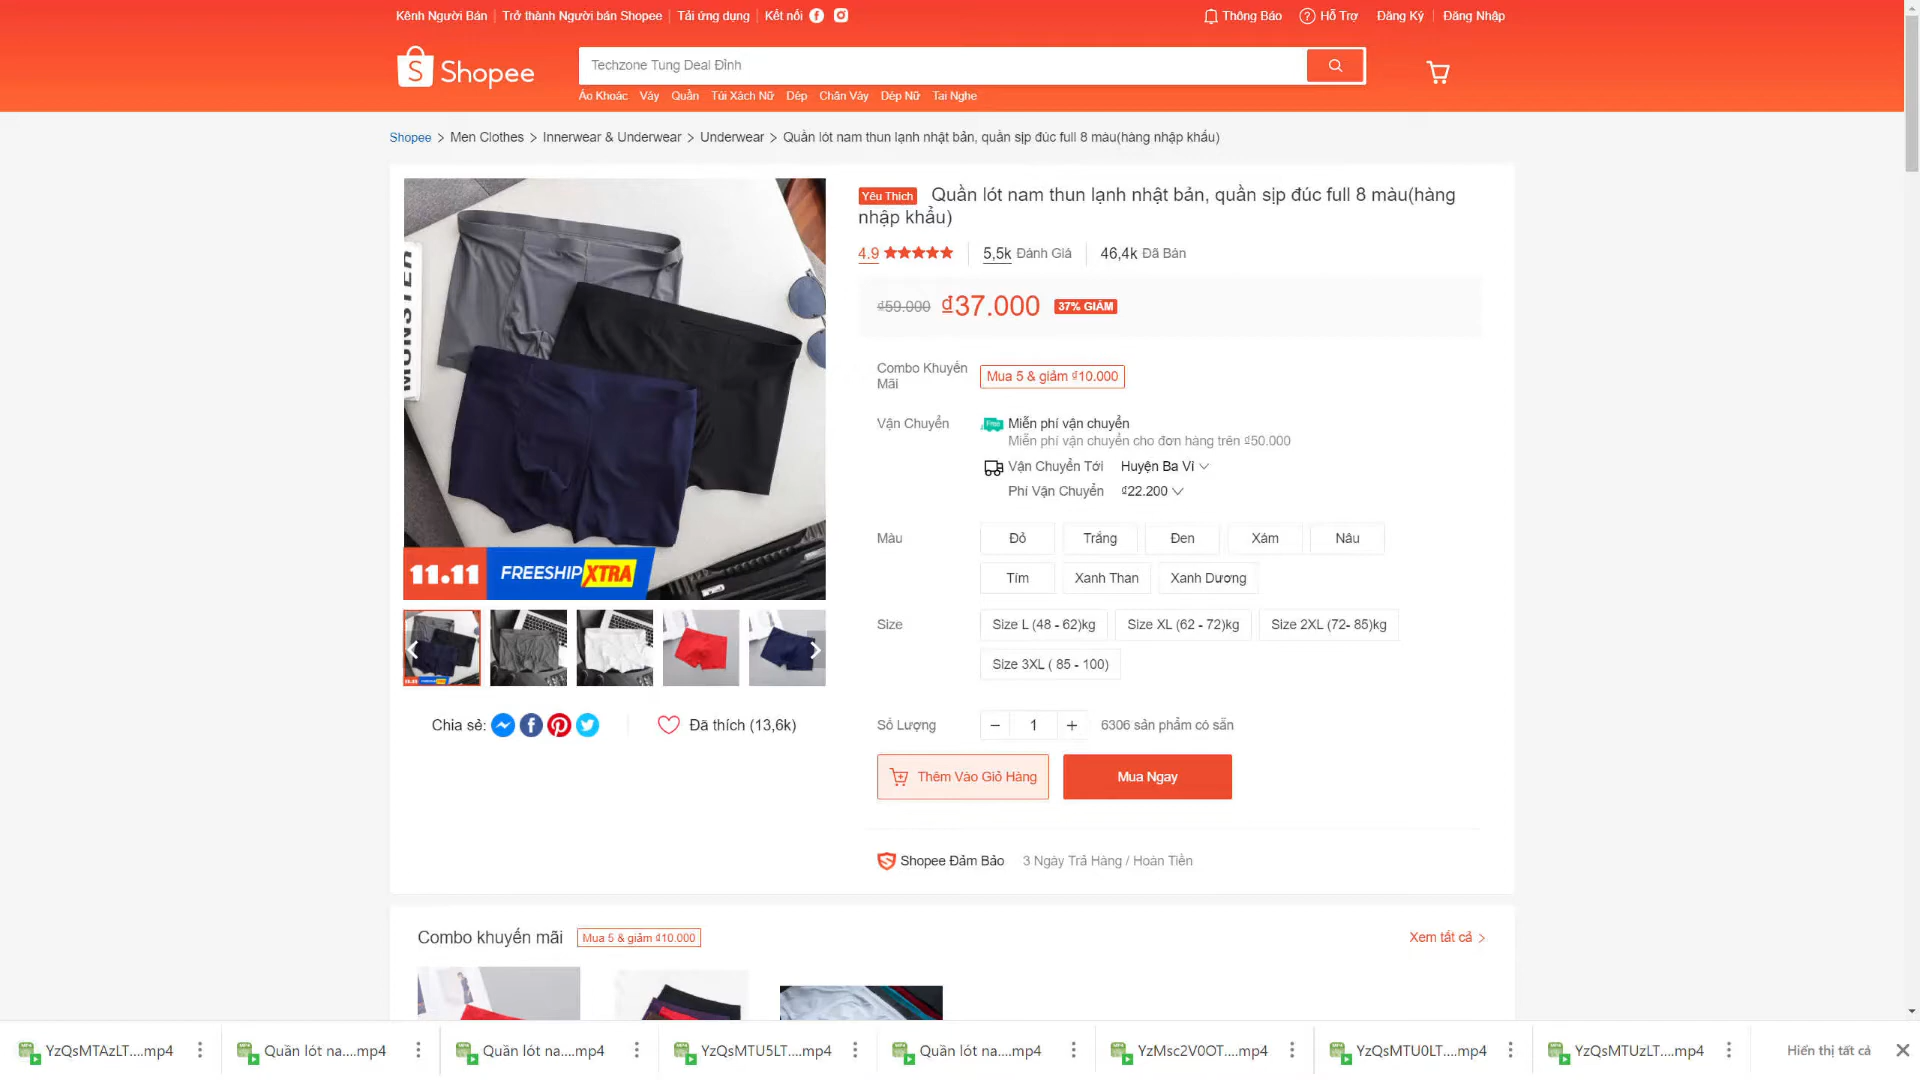 Kênh Người Bán
Trở thành Người bán Shopee
Tải ứng dụng
Kết nối
Thông Báo
Hỗ Trợ
Đăng Ký
Đăng Nhập
Shopee
Techzone Tung Deal Đỉnh
Áo Khoác Váy Quần Túi Xách Nữ Dép Chân Váy Dép Nữ Tai Nghe
Shopee > Men Clothes > Innerwear & Underwear > Underwear > Quần lót nam thun lạnh nhật bản, quần sịp đúc full 8 màu(hàng nhập khẩu)
Yêu Thích Quần lót nam thun lạnh nhật bản, quần sịp đúc full 8 màu(hàng
nhập khẩu)
4.9
5,5k Đánh Giá
46,4k Đã Bán
₫59.000 ₫37.000 37% GIẢM
Combo Khuyến
Mãi
Mua 5 & giảm ₫10.000
Vận Chuyển
Free
Miễn phí vận chuyển
Miễn phí vận chuyển cho đơn hàng trên ₫50.000
Vận Chuyển Tới Huyện Ba Vì
Phí Vận Chuyển ₫22.200
Màu
Đỏ Trắng Đen Xám Nâu
Tím Xanh Than Xanh Dương
11.11 FREESHIP XTRA
Size
Size L (48 - 62)kg Size XL (62 - 72)kg Size 2XL (72- 85)kg
Size 3XL ( 85 - 100)
Chia sẻ:
Đã thích (13,6k)
Số Lượng
− 1 + 6306 sản phẩm có sẵn
Thêm Vào Giỏ Hàng
Mua Ngay
Shopee Đảm Bảo 3 Ngày Trả Hàng / Hoàn Tiền
Combo khuyến mãi Mua 5 & giảm ₫10.000
Xem tất cả >
YzQsMTAzLT....mp4
Quần lót na....mp4
Quần lót na....mp4
YzQsMTU5LT....mp4
Quần lót na....mp4
YzMsc2V0OT....mp4
YzQsMTU0LT....mp4
YzQsMTUzLT....mp4
Hiển thị tất cả